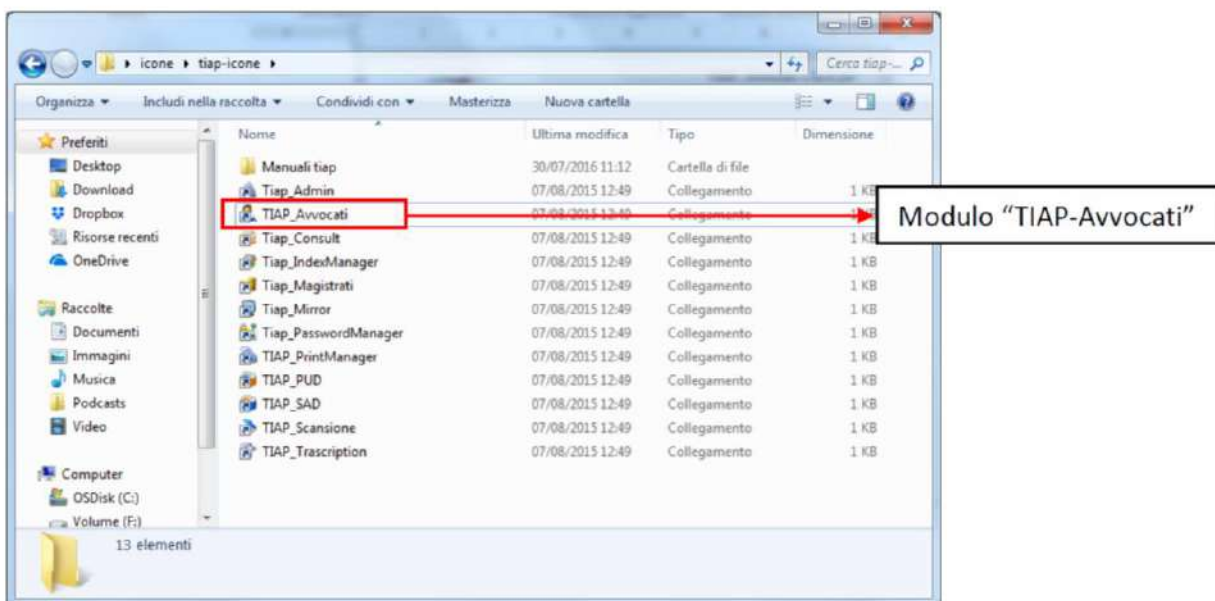 icone ▸ tiap-icone ▸
Cerca tiap-...
Organizza Includi nella raccolta Condividi con Masterizza Nuova cartella
Preferiti
Desktop
Download
Dropbox
Risorse recenti
OneDrive
Raccolte
Documenti
Immagini
Musica
Podcasts
Video
Computer
OSDisk (C:)
Volume (F:)
Nome Ultima modifica Tipo Dimensione
Manuali tiap 30/07/2016 11:12 Cartella di file
Tiap_Admin 07/08/2015 12:49 Collegamento 1 KB
TIAP_Avvocati 07/08/2015 12:49 Collegamento
Tiap_Consult 07/08/2015 12:49 Collegamento 1 KB
Tiap_IndexManager 07/08/2015 12:49 Collegamento 1 KB
Tiap_Magistrati 07/08/2015 12:49 Collegamento 1 KB
Tiap_Mirror 07/08/2015 12:49 Collegamento 1 KB
Tiap_PasswordManager 07/08/2015 12:49 Collegamento 1 KB
TIAP_PrintManager 07/08/2015 12:49 Collegamento 1 KB
TIAP_PUD 07/08/2015 12:49 Collegamento 1 KB
TIAP_SAD 07/08/2015 12:49 Collegamento 1 KB
TIAP_Scansione 07/08/2015 12:49 Collegamento 1 KB
TIAP_Trascription 07/08/2015 12:49 Collegamento 1 KB
13 elementi
Modulo “TIAP-Avvocati”